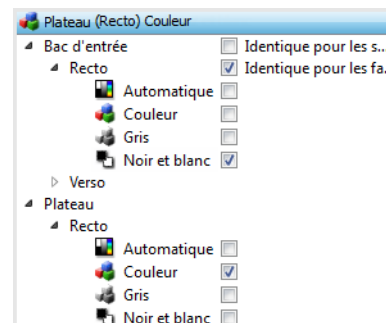 Plateau (Recto) Couleur
Bac d'entrée Identique pour les s...
Recto Identique pour les fa.
Automatique
Couleur
Gris
Noir et blanc
Verso
Plateau
Recto
Automatique
Couleur
Gris
Noir et blanc